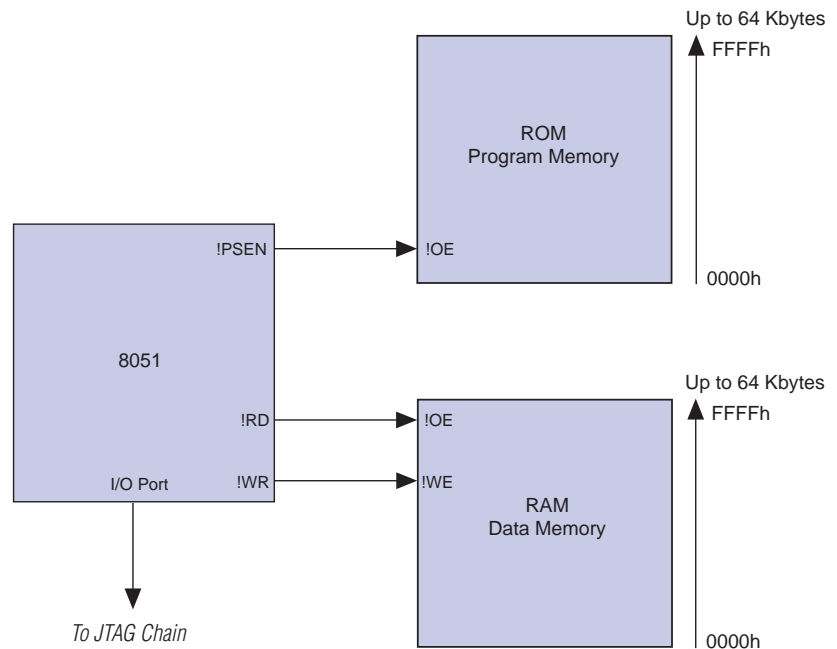 Up to 64 Kbytes
FFFFh
ROM
Program Memory
!PSEN
!OE
0000h
8051
Up to 64 Kbytes
FFFFh
!RD
!OE
I/O Port
!WR
!WE
RAM
Data Memory
To JTAG Chain
0000h